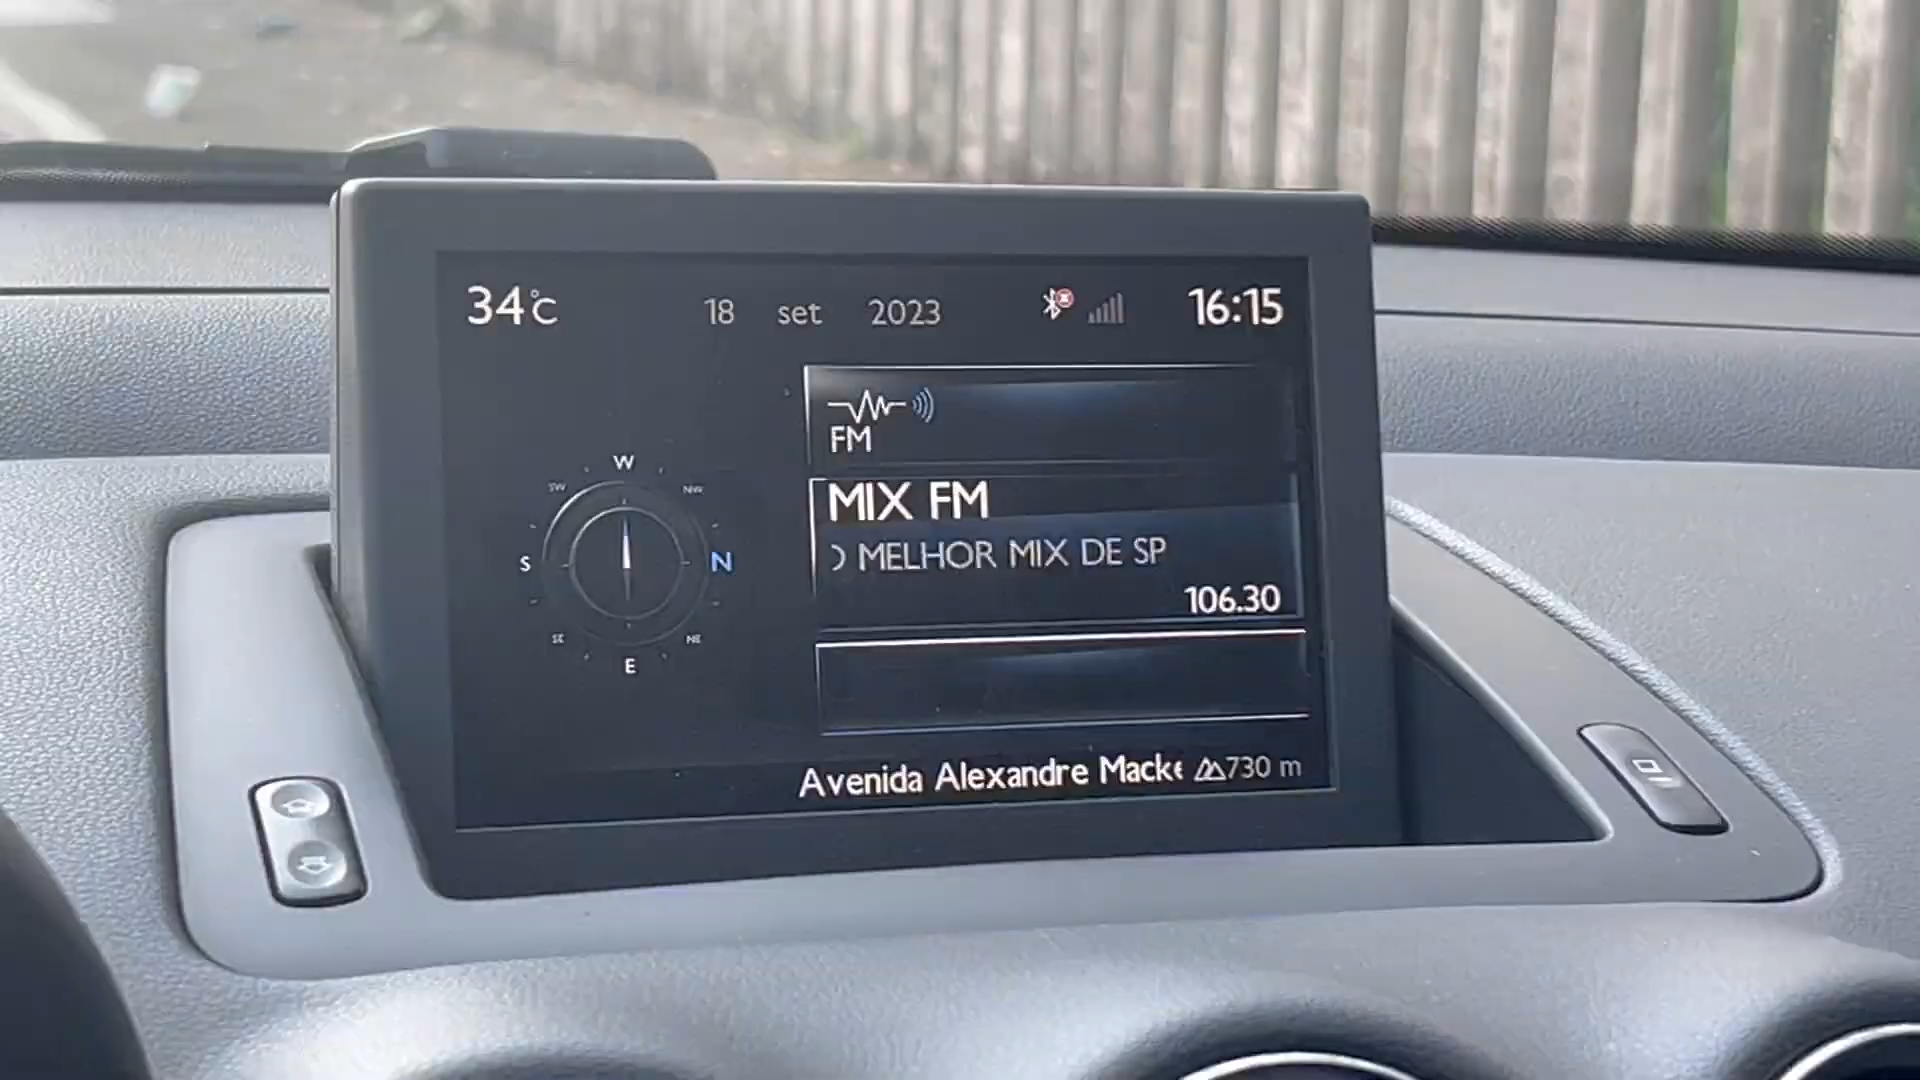 34°C 18 set 2023 16:15
FM
MIX FM
MELHOR MIX DE SP
106.30
W
SW NW
S N
SE NE
E
Avenida Alexandre Macke 730 m